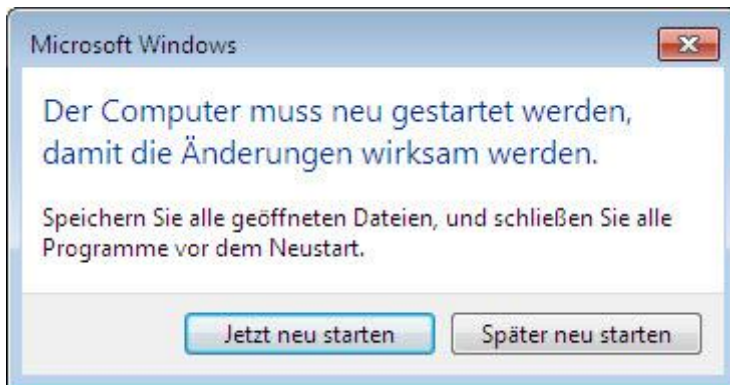 Microsoft Windows
Der Computer muss neu gestartet werden,
damit die Änderungen wirksam werden.
Speichern Sie alle geöffneten Dateien, und schließen Sie alle
Programme vor dem Neustart.
Jetzt neu starten
Später neu starten